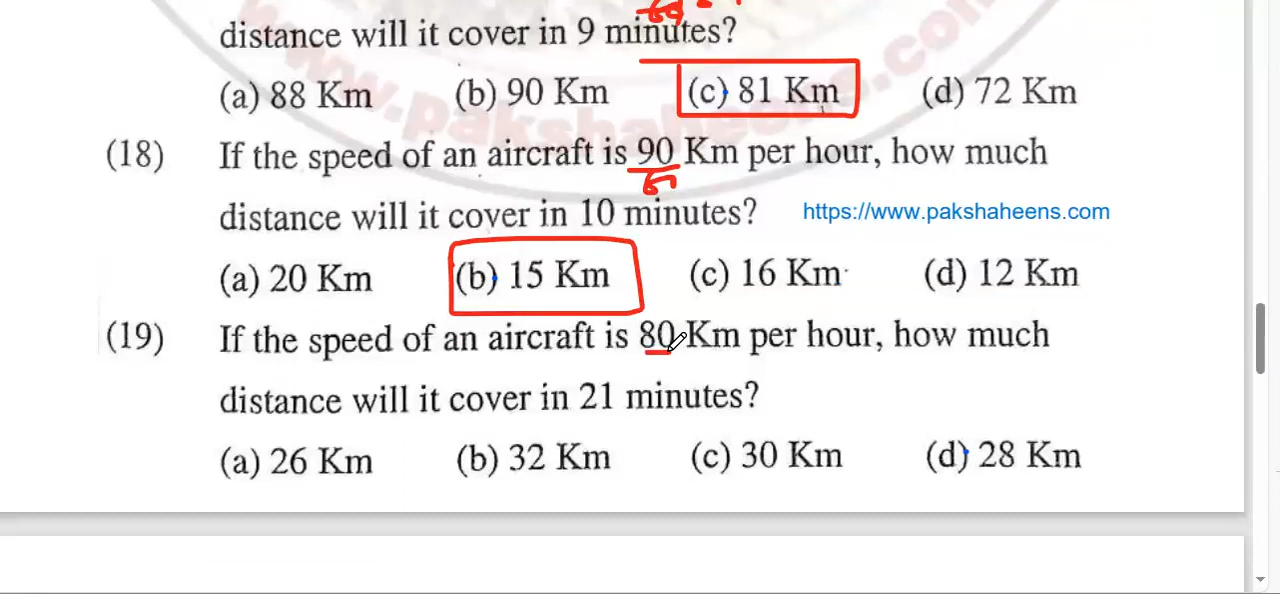 distance will it cover in 9 minutes?
(a) 88 Km (b) 90 Km (c) 81 Km (d) 72 Km
(18) If the speed of an aircraft is 90 Km per hour, how much
6
distance will it cover in 10 minutes? https://www.pakshaheens.com
(a) 20 Km (b) 15 Km (c) 16 Km (d) 12 Km
(19) If the speed of an aircraft is 80 Km per hour, how much
distance will it cover in 21 minutes?
(a) 26 Km (b) 32 Km (c) 30 Km (d) 28 Km
www.pakshaheens.com